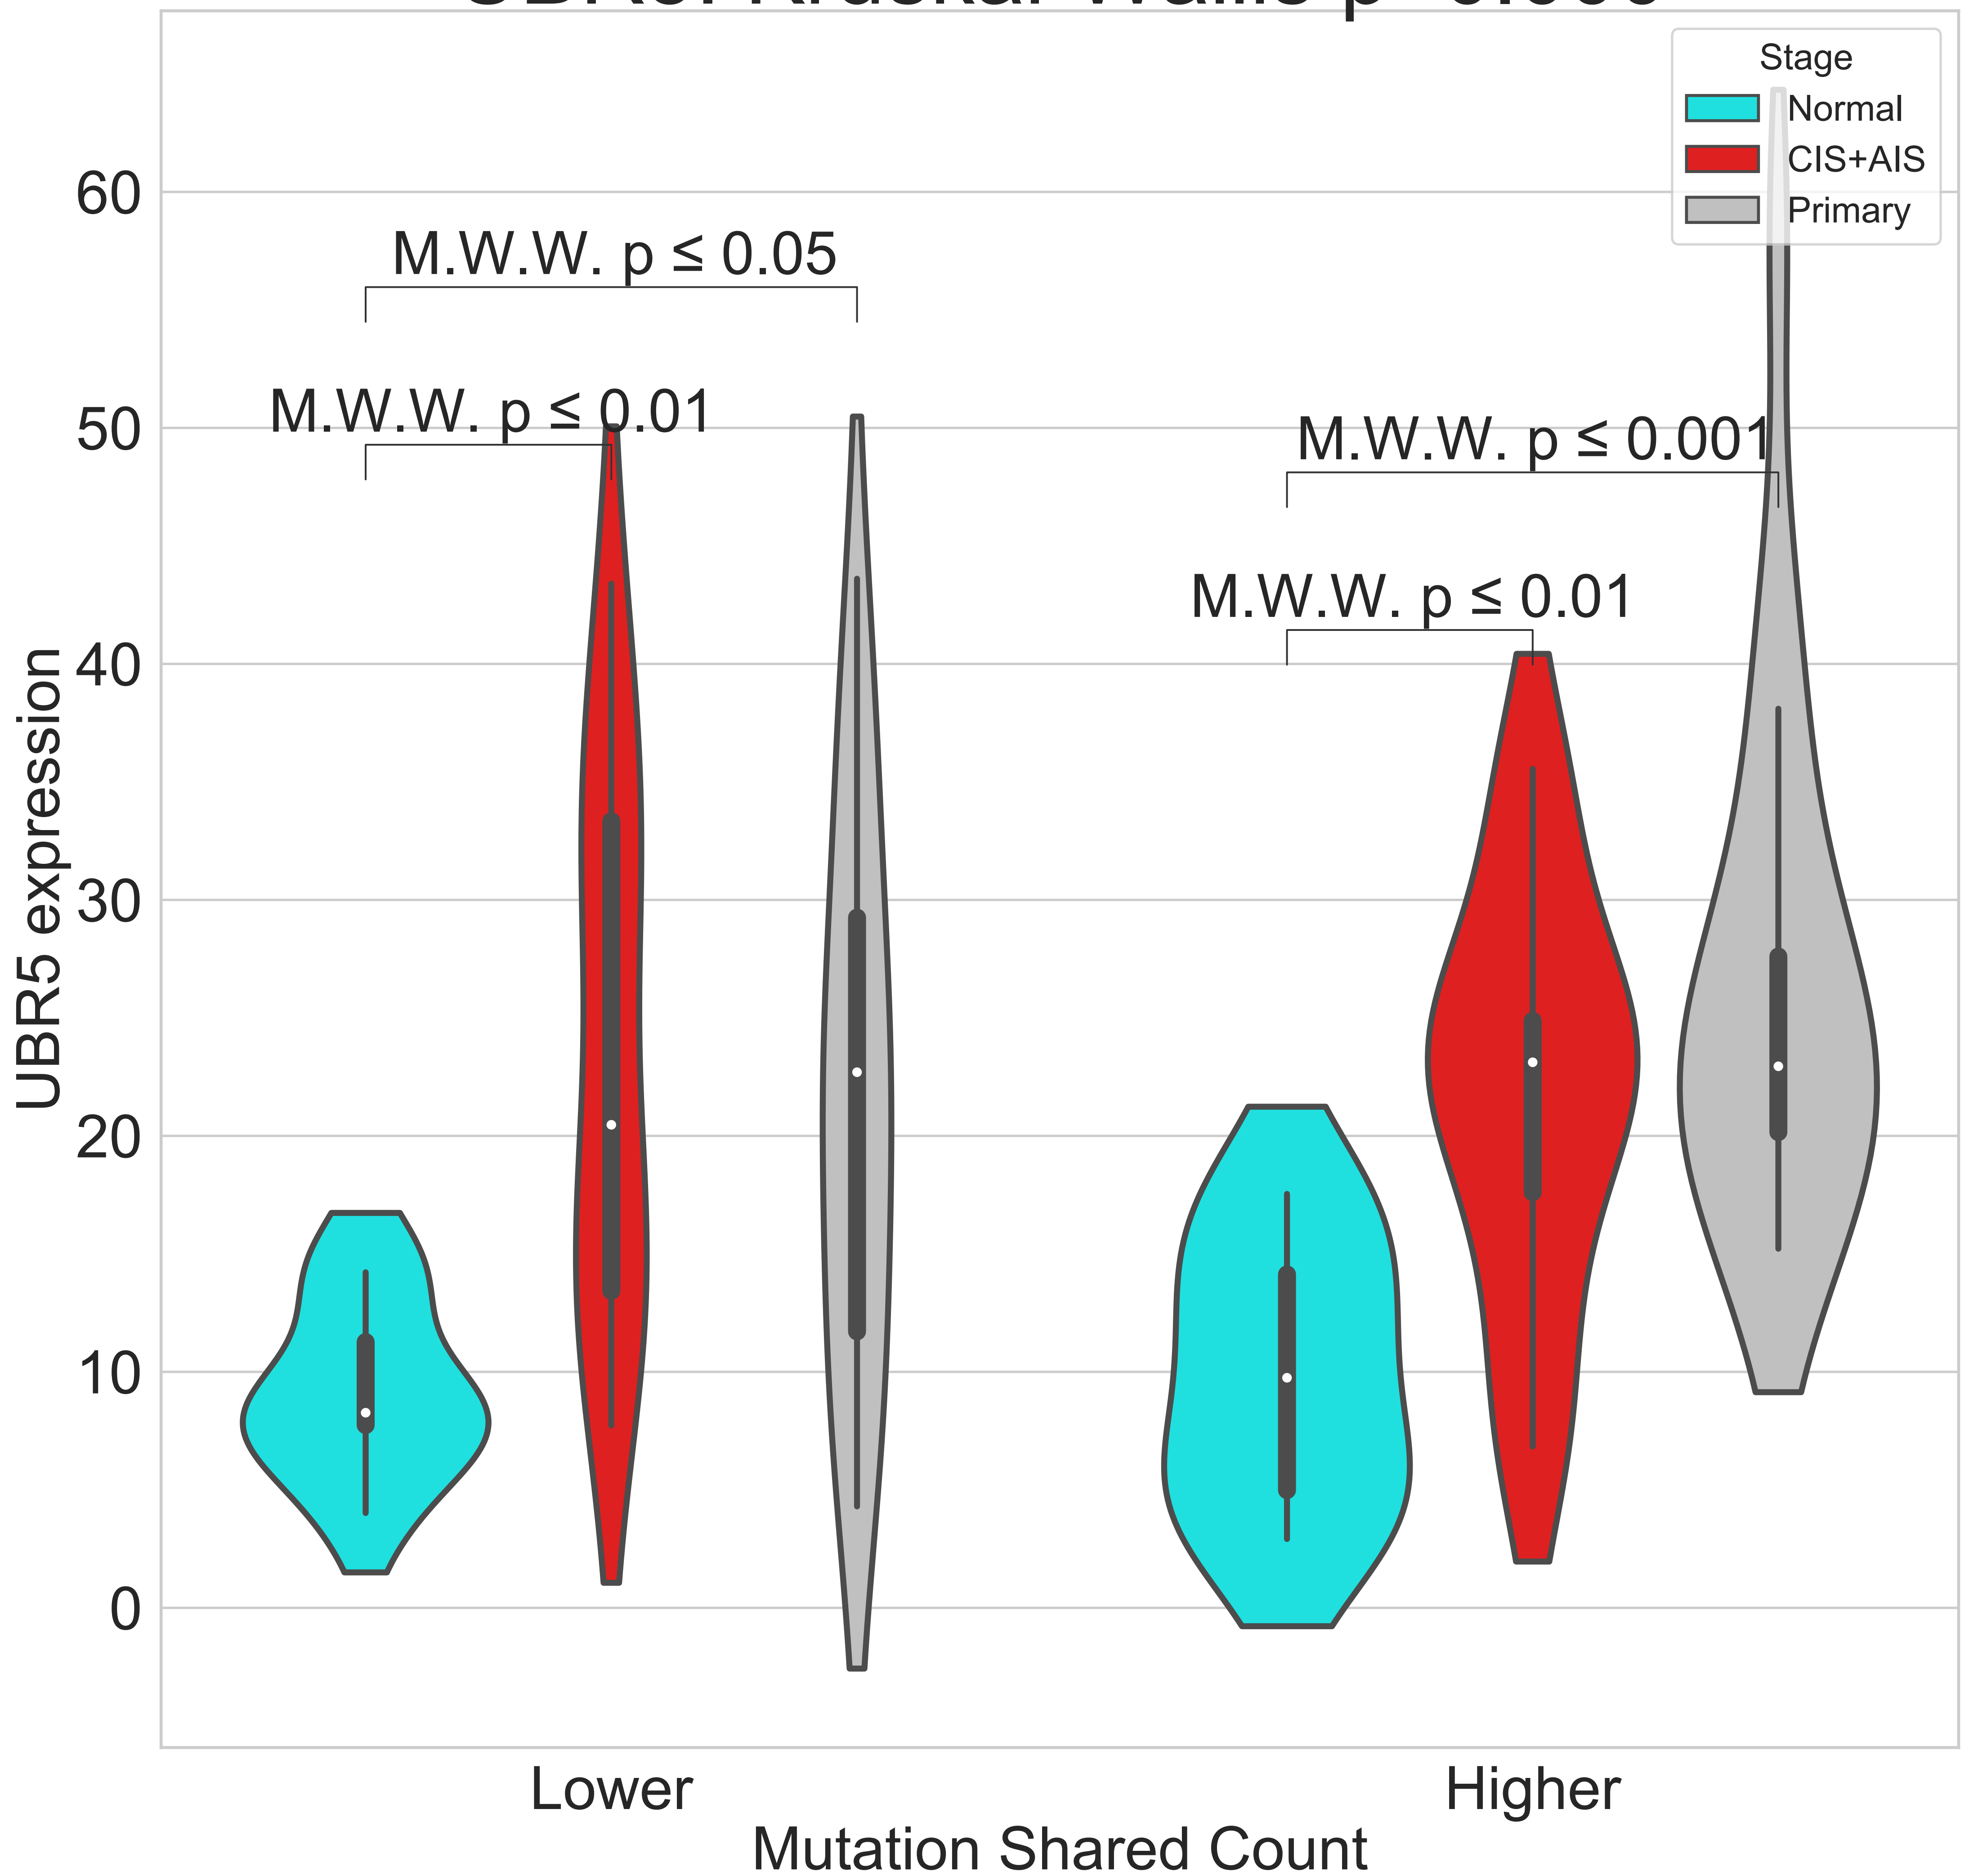 Stage
Normal
CIS+AIS
Primary
60
50
40
30
20
10
0
UBR5 expression
M.W.W. p ≤ 0.05
M.W.W. p ≤ 0.01
M.W.W. p ≤ 0.001
M.W.W. p ≤ 0.01
Lower
Higher
Mutation Shared Count